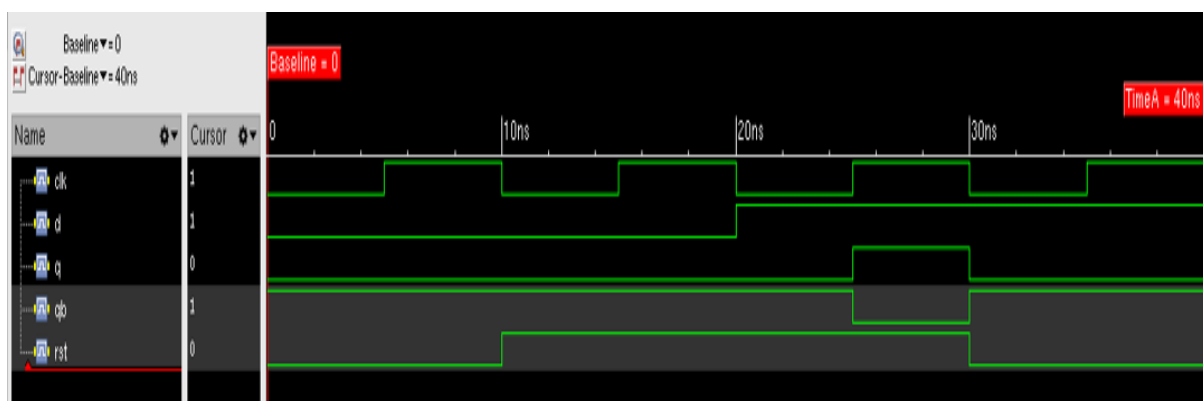 Baseline▼= 0
Cursor-Baseline▼= 40ns
Baseline = 0
TimeA = 40ns
Name
Cursor
0
10ns
20ns
30ns
clk
1
d
1
q
0
qb
1
rst
0